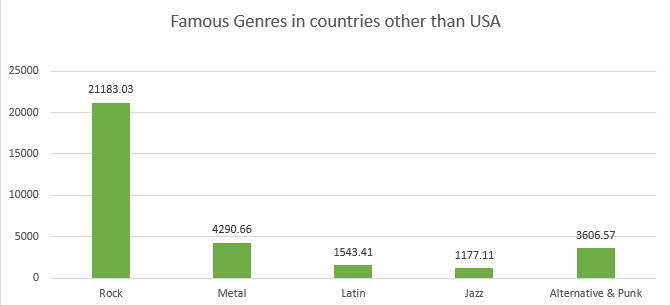 Famous Genres in countries other than USA
25000
20000
15000
10000
5000
0
21183.03
4290.66
1543.41
1177.11
3606.57
Rock
Metal
Latin
Jazz
Alternative & Punk